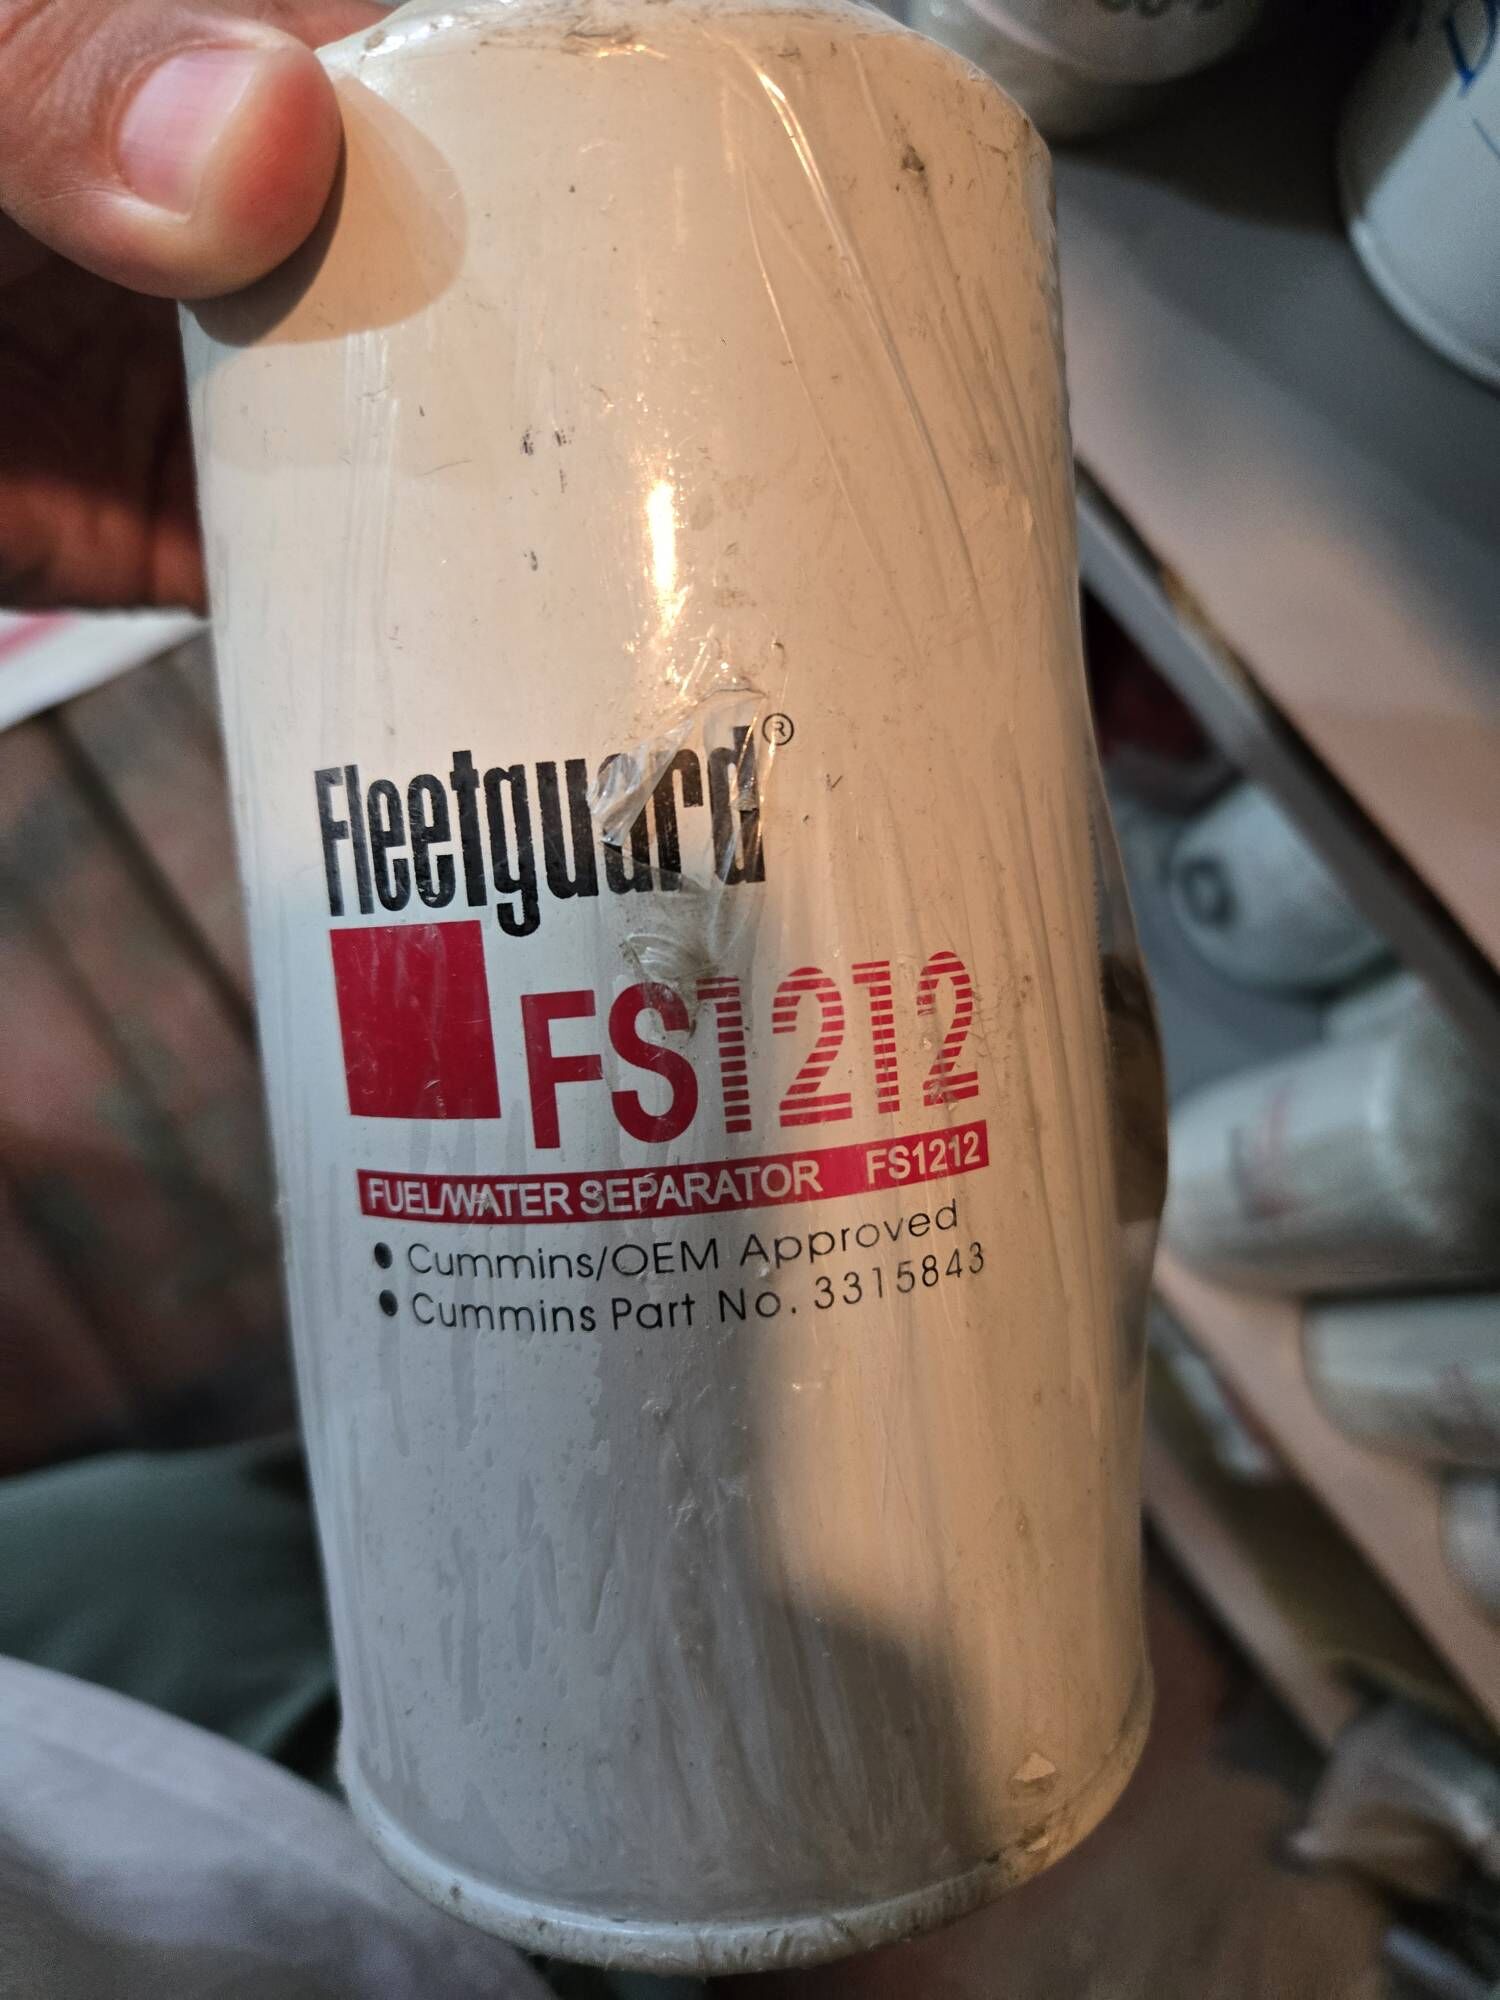 Fleetguard®
FS1212
FUEL/WATER SEPARATOR FS1212
• Cummins/OEM Approved
• Cummins Part No. 3315843